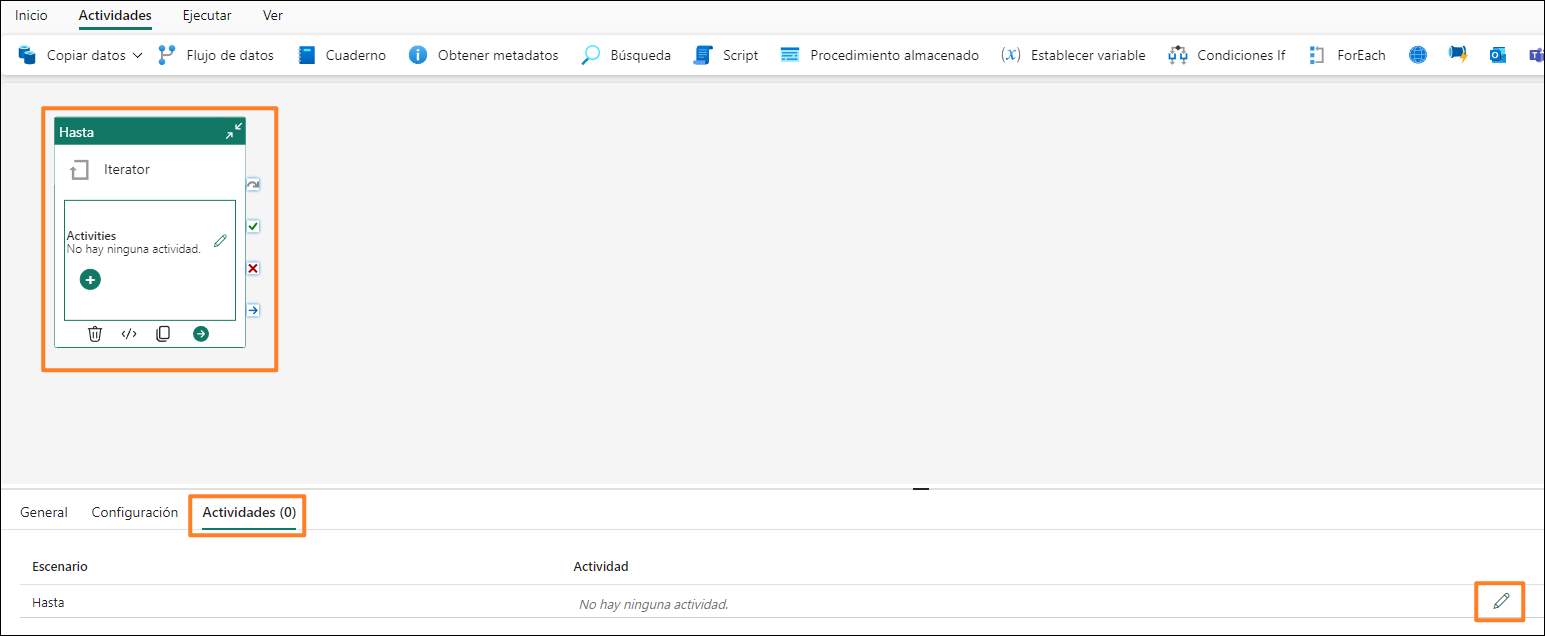 Inicio Actividades Ejecutar Ver
Copiar datos Flujo de datos Cuaderno Obtener metadatos Búsqueda Script Procedimiento almacenado (x) Establecer variable Condiciones If ForEach
Hasta
Iterator
Activities
No hay ninguna actividad.
General Configuración Actividades (0)
Escenario Actividad
Hasta No hay ninguna actividad.